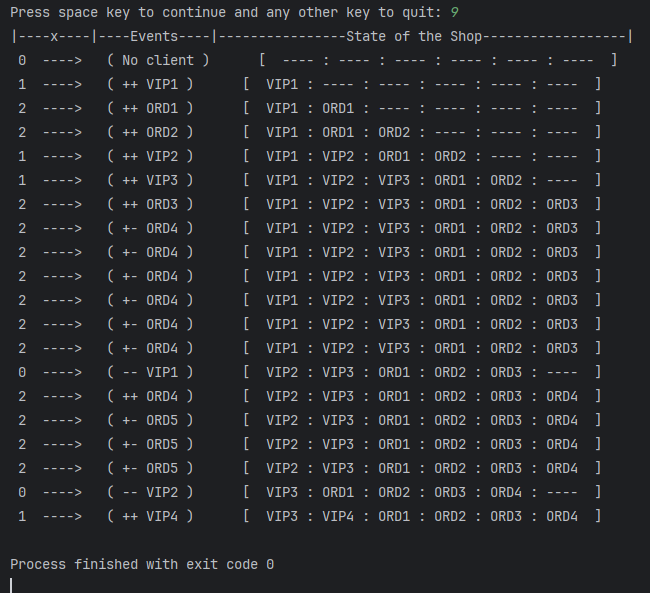 Press space key to continue and any other key to quit: 9
|----x----|----Events----|----------------State of the Shop------------------|
 0  ---->   ( No client )      [  ---- : ---- : ---- : ---- : ---- : ----  ]
 1  ---->   ( ++ VIP1 )      [  VIP1 : ---- : ---- : ---- : ---- : ----  ]
 2  ---->   ( ++ ORD1 )      [  VIP1 : ORD1 : ---- : ---- : ---- : ----  ]
 2  ---->   ( ++ ORD2 )      [  VIP1 : ORD1 : ORD2 : ---- : ---- : ----  ]
 1  ---->   ( ++ VIP2 )      [  VIP1 : VIP2 : ORD1 : ORD2 : ---- : ----  ]
 1  ---->   ( ++ VIP3 )      [  VIP1 : VIP2 : VIP3 : ORD1 : ORD2 : ----  ]
 2  ---->   ( ++ ORD3 )      [  VIP1 : VIP2 : VIP3 : ORD1 : ORD2 : ORD3  ]
 2  ---->   ( +- ORD4 )      [  VIP1 : VIP2 : VIP3 : ORD1 : ORD2 : ORD3  ]
 2  ---->   ( +- ORD4 )      [  VIP1 : VIP2 : VIP3 : ORD1 : ORD2 : ORD3  ]
 2  ---->   ( +- ORD4 )      [  VIP1 : VIP2 : VIP3 : ORD1 : ORD2 : ORD3  ]
 2  ---->   ( +- ORD4 )      [  VIP1 : VIP2 : VIP3 : ORD1 : ORD2 : ORD3  ]
 2  ---->   ( +- ORD4 )      [  VIP1 : VIP2 : VIP3 : ORD1 : ORD2 : ORD3  ]
 2  ---->   ( +- ORD4 )      [  VIP1 : VIP2 : VIP3 : ORD1 : ORD2 : ORD3  ]
 0  ---->   ( -- VIP1 )      [  VIP2 : VIP3 : ORD1 : ORD2 : ORD3 : ----  ]
 2  ---->   ( ++ ORD4 )      [  VIP2 : VIP3 : ORD1 : ORD2 : ORD3 : ORD4  ]
 2  ---->   ( +- ORD5 )      [  VIP2 : VIP3 : ORD1 : ORD2 : ORD3 : ORD4  ]
 2  ---->   ( +- ORD5 )      [  VIP2 : VIP3 : ORD1 : ORD2 : ORD3 : ORD4  ]
 2  ---->   ( +- ORD5 )      [  VIP2 : VIP3 : ORD1 : ORD2 : ORD3 : ORD4  ]
 0  ---->   ( -- VIP2 )      [  VIP3 : ORD1 : ORD2 : ORD3 : ORD4 : ----  ]
 1  ---->   ( ++ VIP4 )      [  VIP3 : VIP4 : ORD1 : ORD2 : ORD3 : ORD4  ]
Process finished with exit code 0